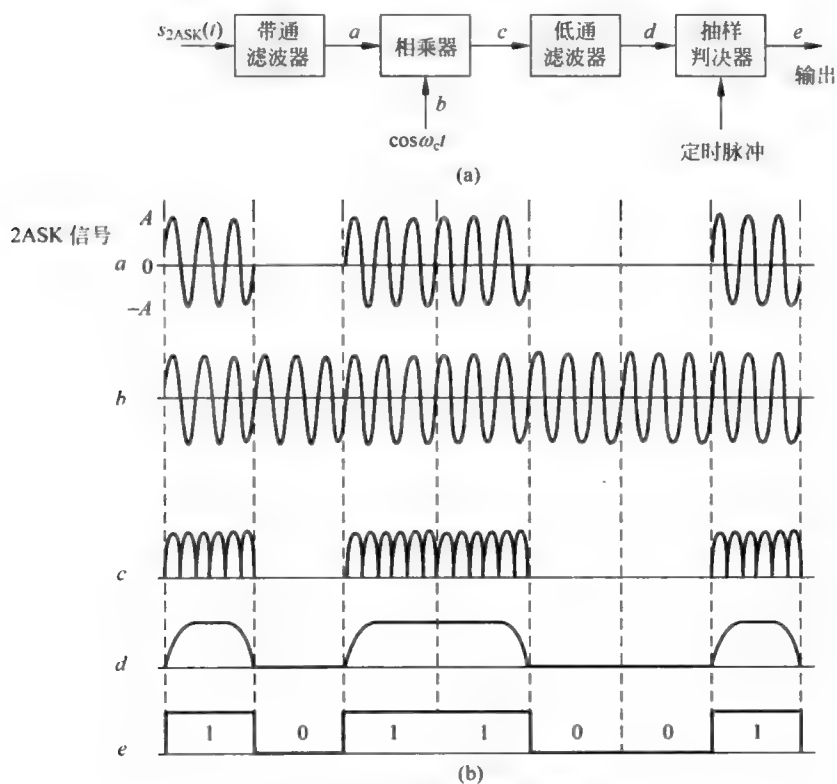 s2ASK(t) 带通滤波器 a 相乘器 c 低通滤波器 d 抽样判决器 e 输出
b
cosωct
定时脉冲
(a)
2ASK 信号
A
a 0
−A
b
c
d
1 0 1 1 0 0 1
e
(b)